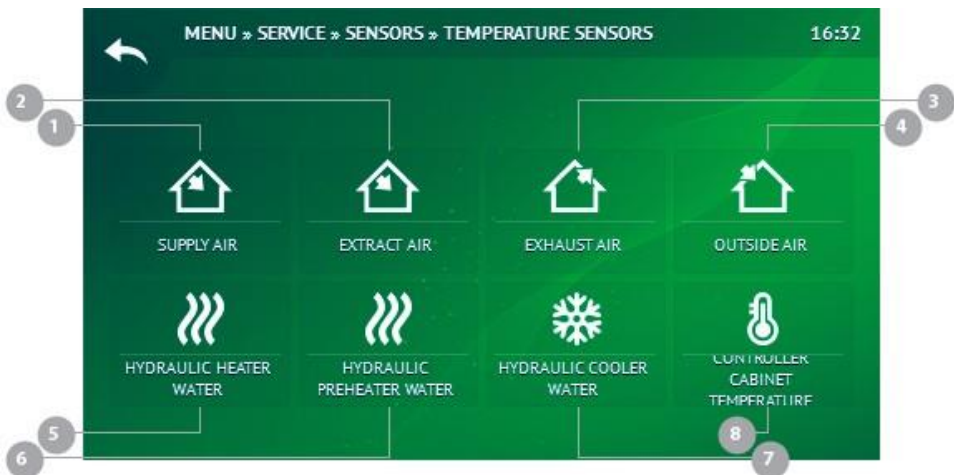 MENU » SERVICE » SENSORS » TEMPERATURE SENSORS 16:32
2
1
3
4
SUPPLY AIR
EXTRACT AIR
EXHAUST AIR
OUTSIDE AIR
HYDRAULIC HEATER
WATER
HYDRAULIC
PREHEATER WATER
HYDRAULIC COOLER
WATER
CONTROLLER
CABINET
TEMPERATURE
5
6
8
7